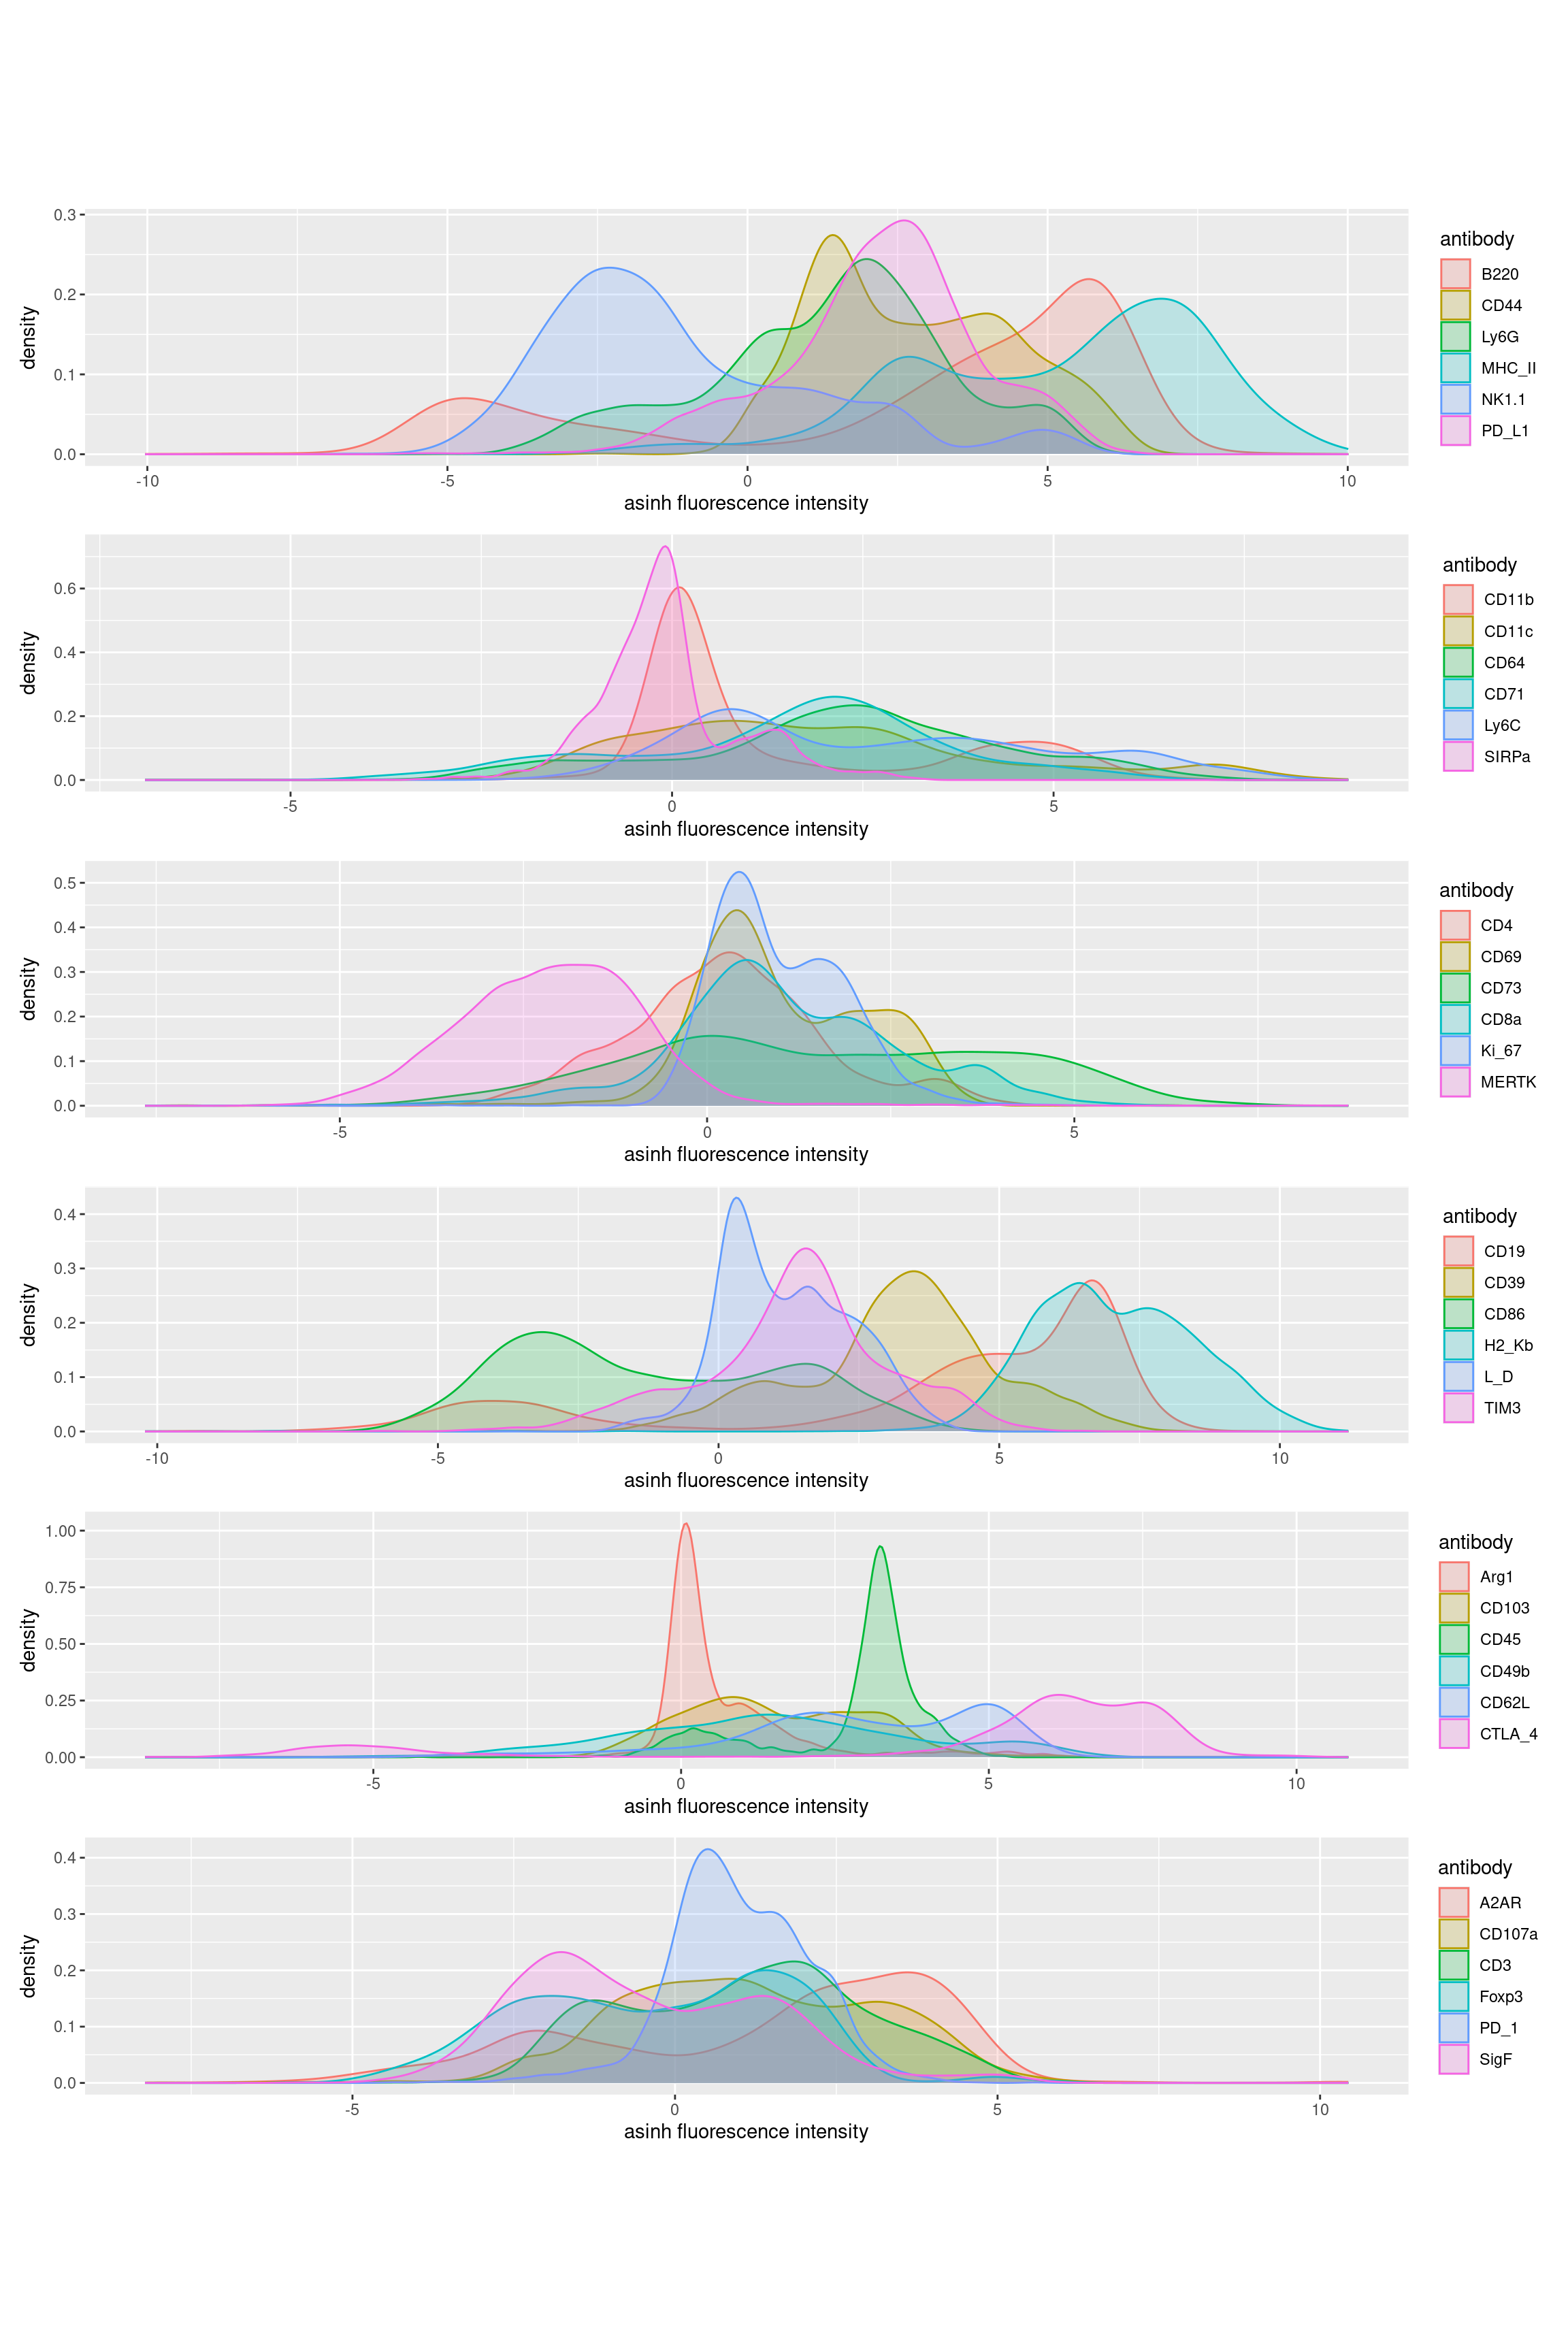 0.3
0.2
0.1
0.0
density
-10 -5 0 5 10
asinh fluorescence intensity
antibody
B220
CD44
Ly6G
MHC_II
NK1.1
PD_L1
0.6
0.4
0.2
0.0
density
-5 0 5
asinh fluorescence intensity
antibody
CD11b
CD11c
CD64
CD71
Ly6C
SIRPa
0.5
0.4
0.3
0.2
0.1
0.0
density
-5 0 5
asinh fluorescence intensity
antibody
CD4
CD69
CD73
CD8a
Ki_67
MERTK
0.4
0.3
0.2
0.1
0.0
density
-10 -5 0 5 10
asinh fluorescence intensity
antibody
CD19
CD39
CD86
H2_Kb
L_D
TIM3
1.00
0.75
0.50
0.25
0.00
density
-5 0 5 10
asinh fluorescence intensity
antibody
Arg1
CD103
CD45
CD49b
CD62L
CTLA_4
0.4
0.3
0.2
0.1
0.0
density
-5 0 5 10
asinh fluorescence intensity
antibody
A2AR
CD107a
CD3
Foxp3
PD_1
SigF